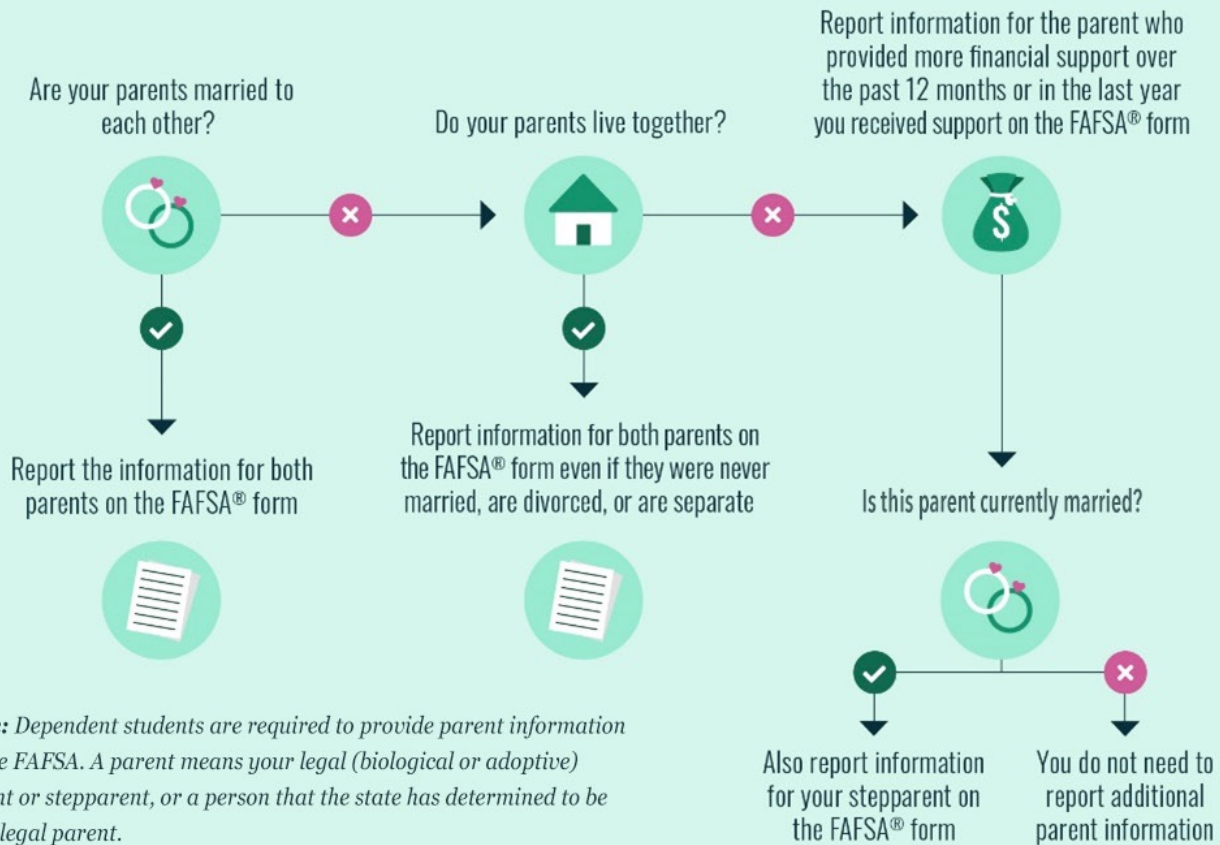 Are your parents married to
each other?
Do your parents live together?
Report information for the parent who
provided more financial support over
the past 12 months or in the last year
you received support on the FAFSA® form
$
Report the information for both
parents on the FAFSA® form
Report information for both parents on
the FAFSA® form even if they were never
married, are divorced, or are separate
Is this parent currently married?
Also report information
for your stepparent on
the FAFSA® form
You do not need to
report additional
parent information
Dependent students are required to provide parent information
FAFSA. A parent means your legal (biological or adoptive)
or stepparent, or a person that the state has determined to be
legal parent.